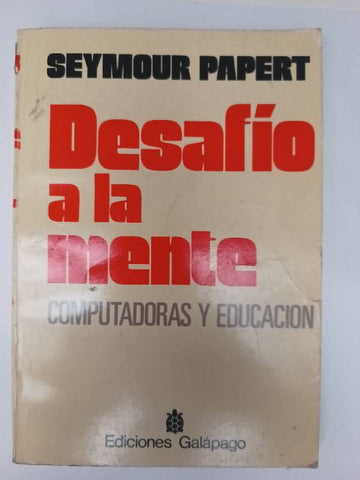 SEYMOUR PAPERT
Desafío
a la
mente
COMPUTADORAS Y EDUCACION
Ediciones Galápago